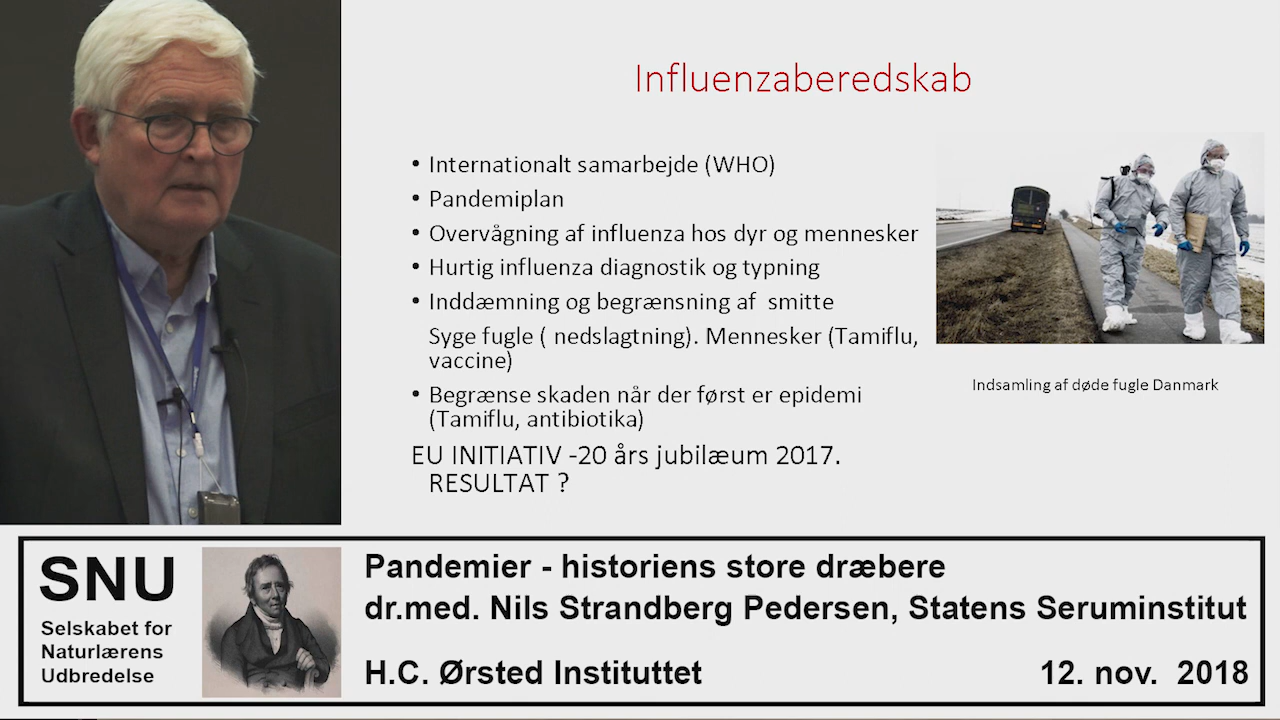 Influenzaberedskab
• Internationalt samarbejde (WHO)
• Pandemiplan
• Overvågning af influenza hos dyr og mennesker
• Hurtig influenza diagnostik og typning
• Inddæmning og begrænsning af  smitte
Syge fugle ( nedslagtning). Mennesker (Tamiflu,
vaccine)
• Begrænse skaden når der først er epidemi
(Tamiflu, antibiotika)
EU INITIATIV -20 års jubilæum 2017.
RESULTAT ?
Indsamling af døde fugle Danmark
SNU
Selskabet for
Naturlærens
Udbredelse
Pandemier - historiens store dræbere
dr.med. Nils Strandberg Pedersen, Statens Seruminstitut
H.C. Ørsted Instituttet
12. nov.  2018